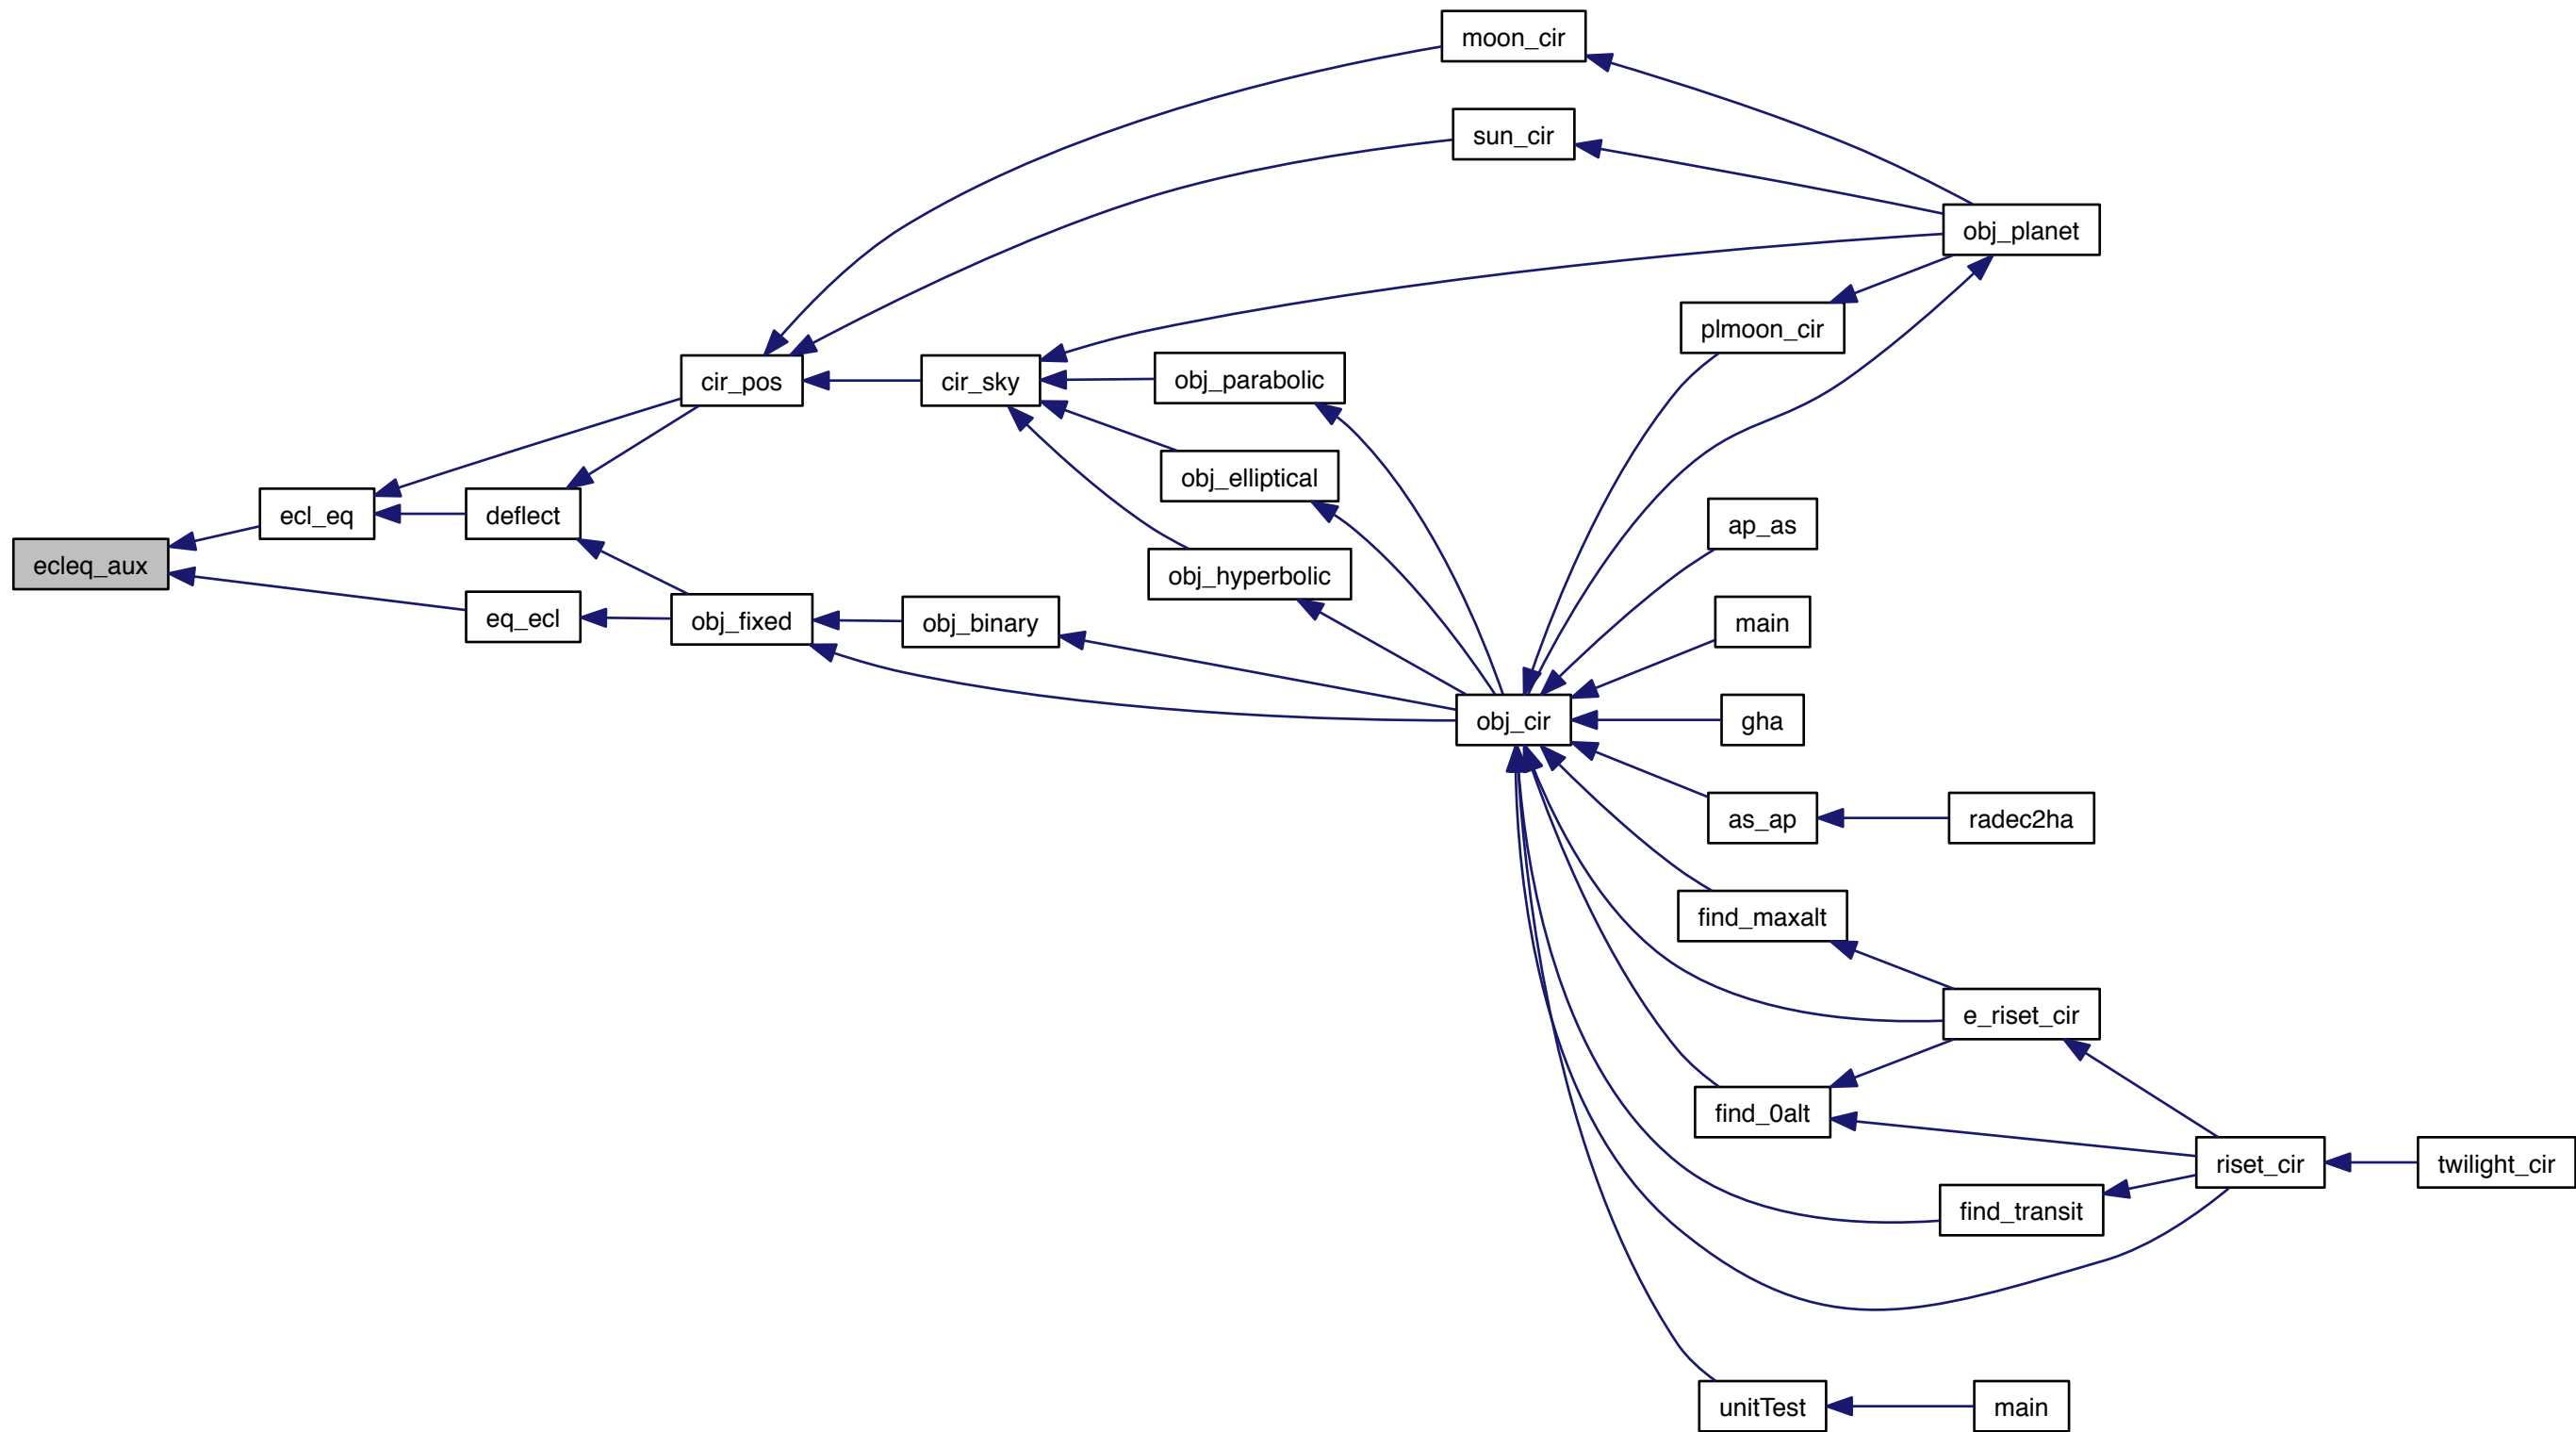 moon_cir
sun_cir
obj_planet
plmoon_cir
cir_pos
cir_sky
obj_parabolic
obj_elliptical
ap_as
ecl_eq
deflect
ecleq_aux
obj_hyperbolic
eq_ecl
obj_fixed
obj_binary
main
obj_cir
gha
as_ap
radec2ha
find_maxalt
e_riset_cir
find_0alt
riset_cir
twilight_cir
find_transit
unitTest
main